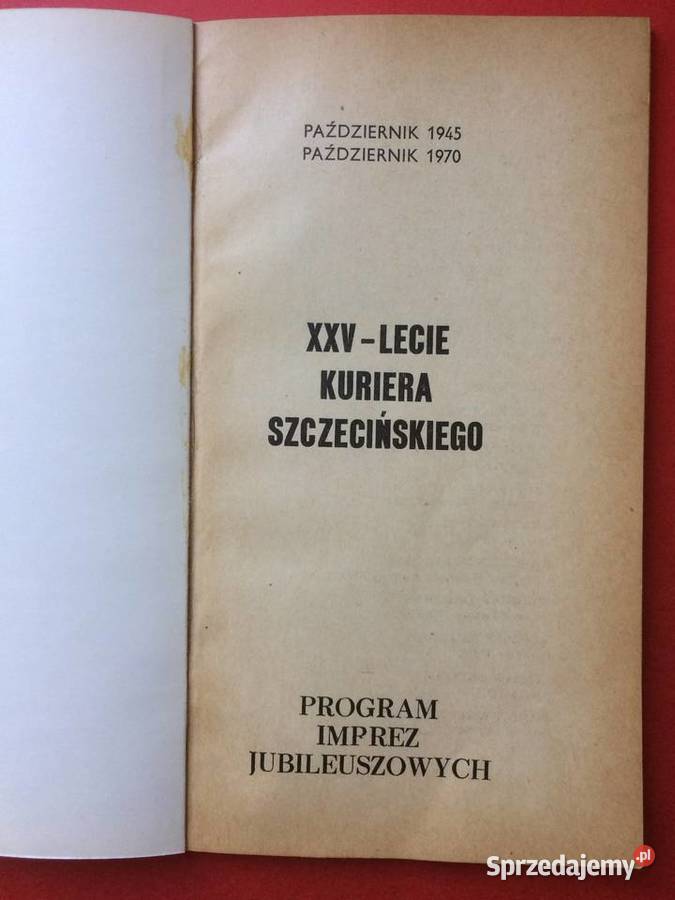 PAŹDZIERNIK 1945
PAŹDZIERNIK 1970
XXV-LECIE
KURIERA
SZCZECIŃSKIEGO
PROGRAM
IMPREZ
JUBILEUSZOWYCH
Sprzedajemy.pl